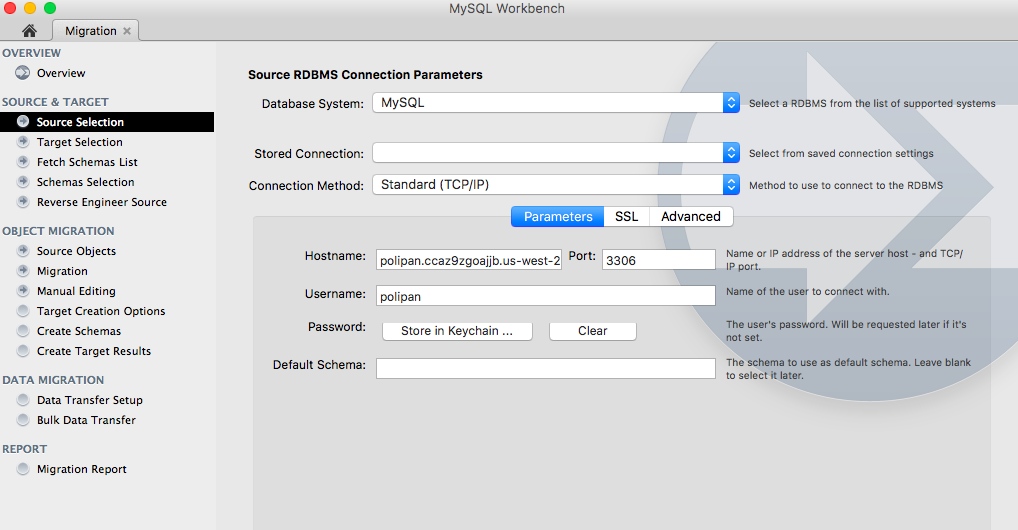 MySQL Workbench
Migration
OVERVIEW
Overview
SOURCE & TARGET
Source Selection
Target Selection
Fetch Schemas List
Schemas Selection
Reverse Engineer Source
OBJECT MIGRATION
Source Objects
Migration
Manual Editing
Target Creation Options
Create Schemas
Create Target Results
DATA MIGRATION
Data Transfer Setup
Bulk Data Transfer
REPORT
Migration Report
Source RDBMS Connection Parameters
Database System: MySQL Select a RDBMS from the list of supported systems
Stored Connection: Select from saved connection settings
Connection Method: Standard (TCP/IP) Method to use to connect to the RDBMS
Parameters SSL Advanced
Hostname: polipan.ccaz9zgoajjb.us-west-2 Port: 3306 Name or IP address of the server host - and TCP/
IP port.
Username: polipan Name of the user to connect with.
Password: Store in Keychain ... Clear The user's password. Will be requested later if it's
not set.
Default Schema: The schema to use as default schema. Leave blank
to select it later.